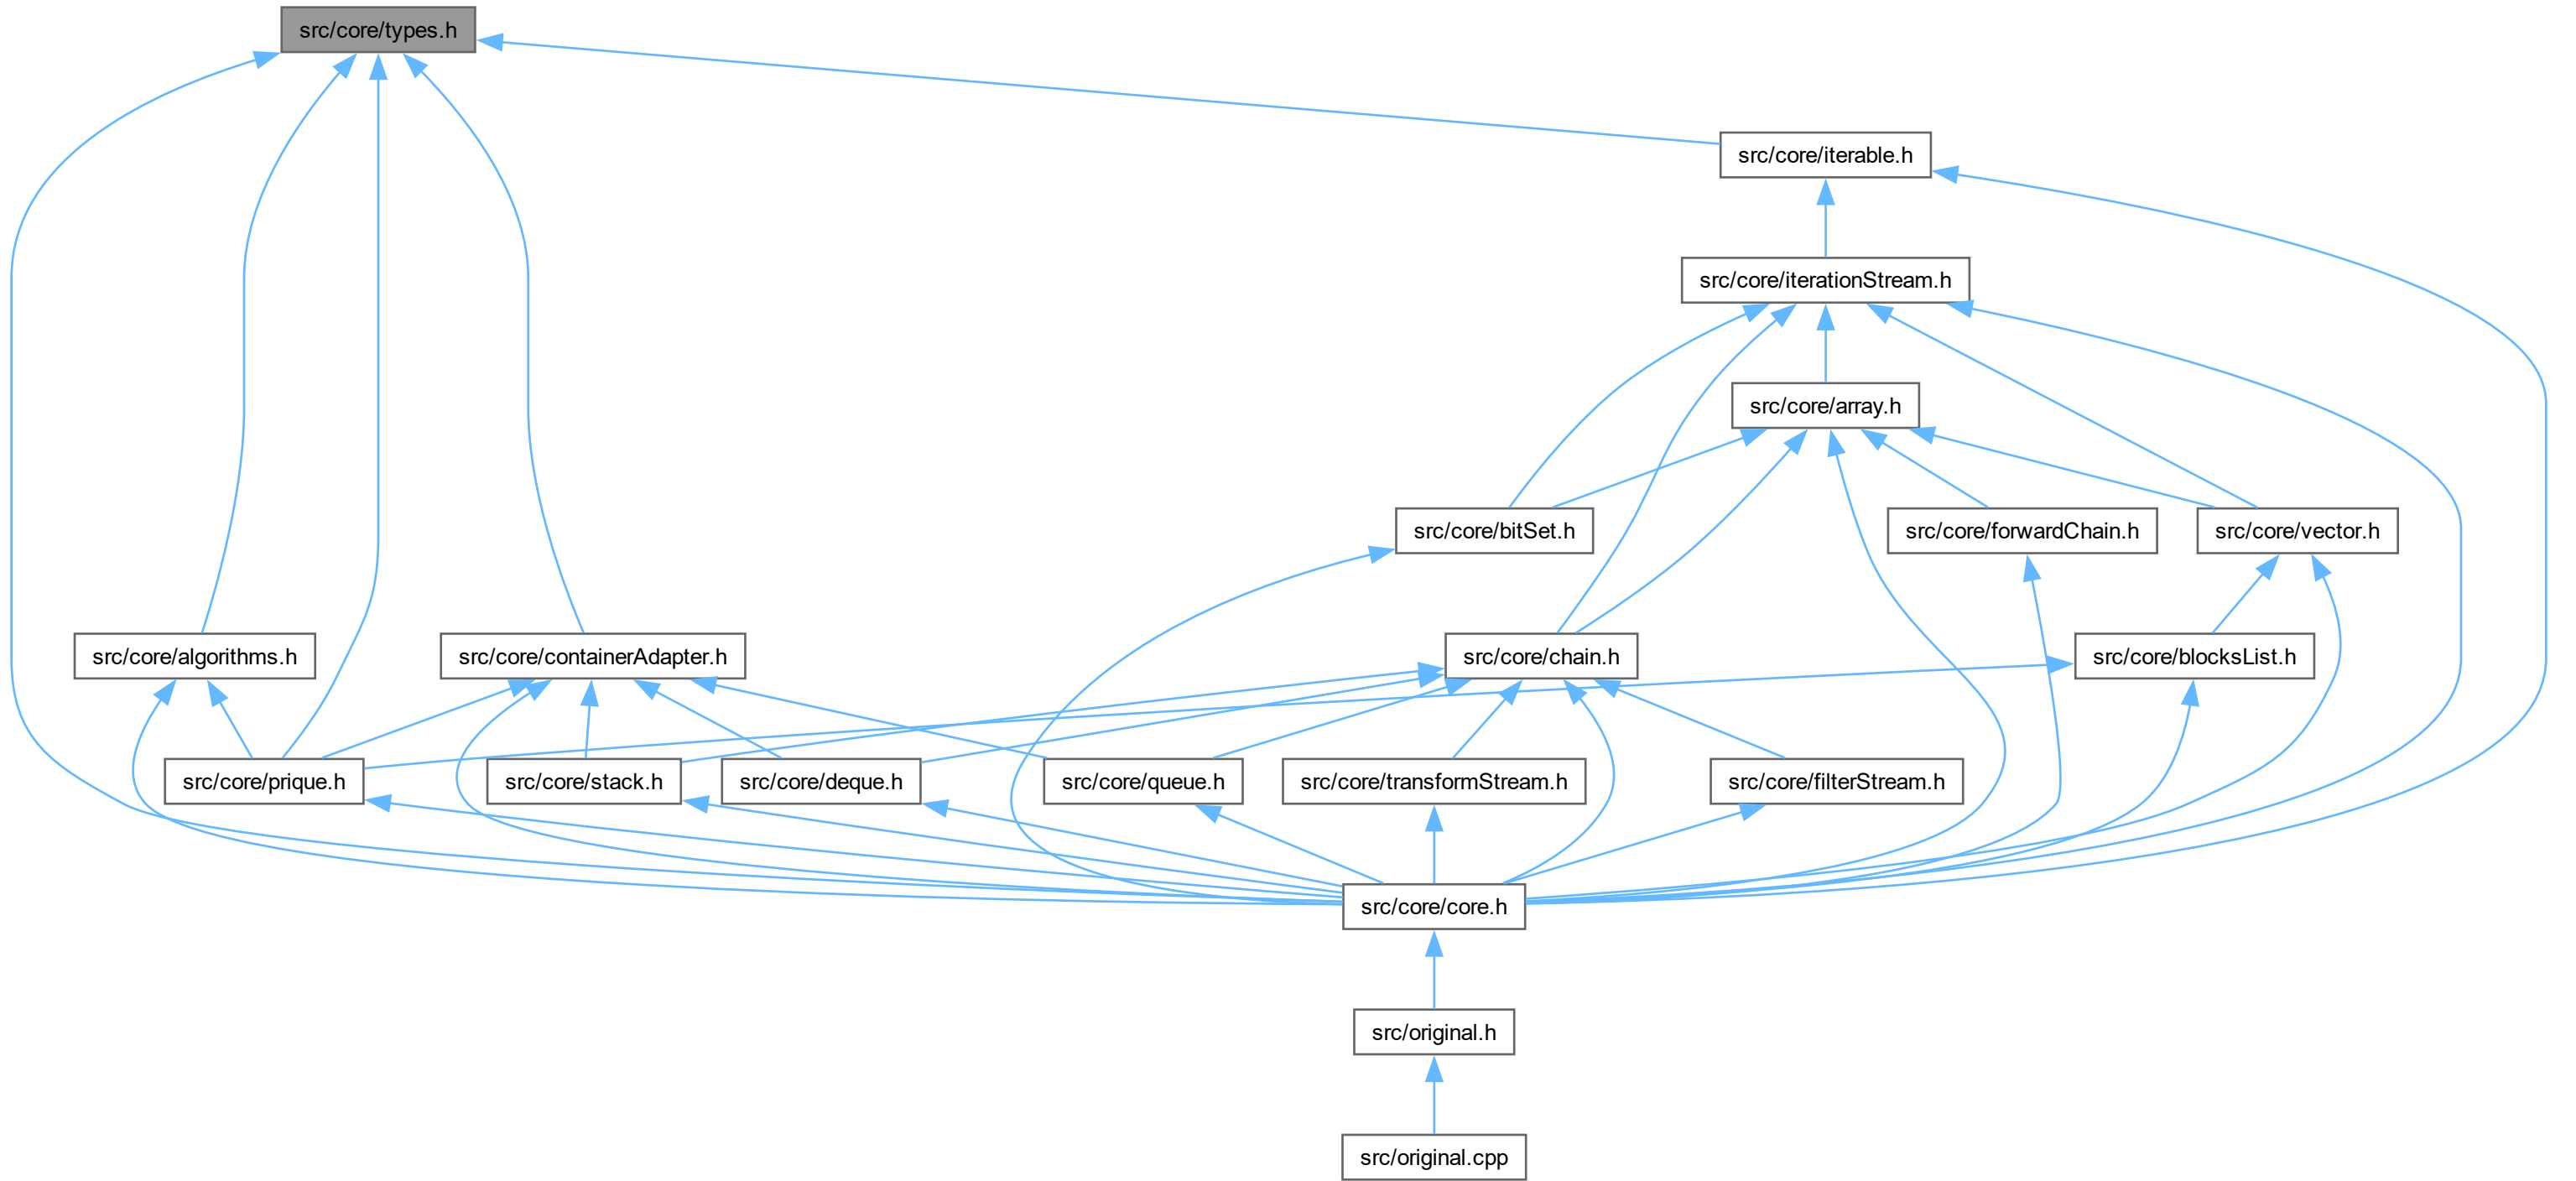 src/core/types.h
src/core/iterable.h
src/core/iterationStream.h
src/core/array.h
src/core/bitSet.h
src/core/forwardChain.h
src/core/vector.h
src/core/algorithms.h
src/core/containerAdapter.h
src/core/chain.h
src/core/blocksList.h
src/core/prique.h
src/core/stack.h
src/core/deque.h
src/core/queue.h
src/core/transformStream.h
src/core/filterStream.h
src/core/core.h
src/original.h
src/original.cpp